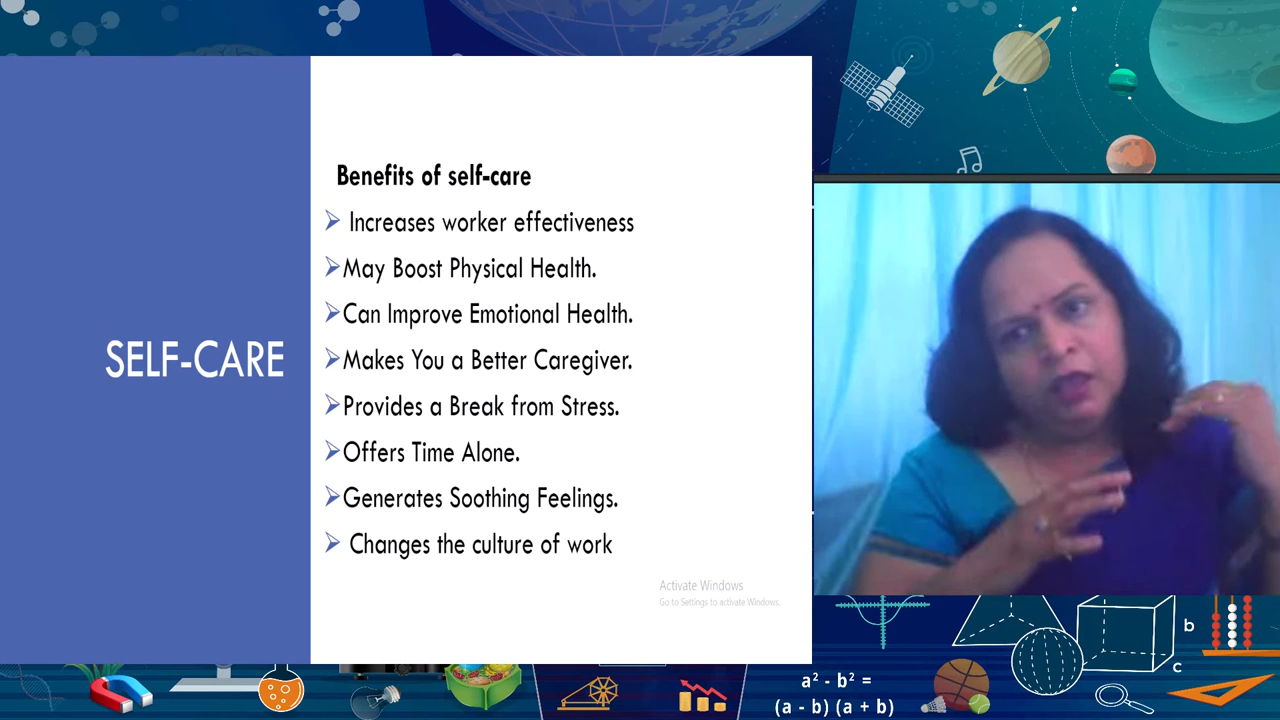 SELF-CARE
Benefits of self-care
Increases worker effectiveness
May Boost Physical Health.
Can Improve Emotional Health.
Makes You a Better Caregiver.
Provides a Break from Stress.
Offers Time Alone.
Generates Soothing Feelings.
Changes the culture of work
Activate Windows
Go to Settings to activate Windows.
b
c
a² - b² =
(a - b) (a + b)